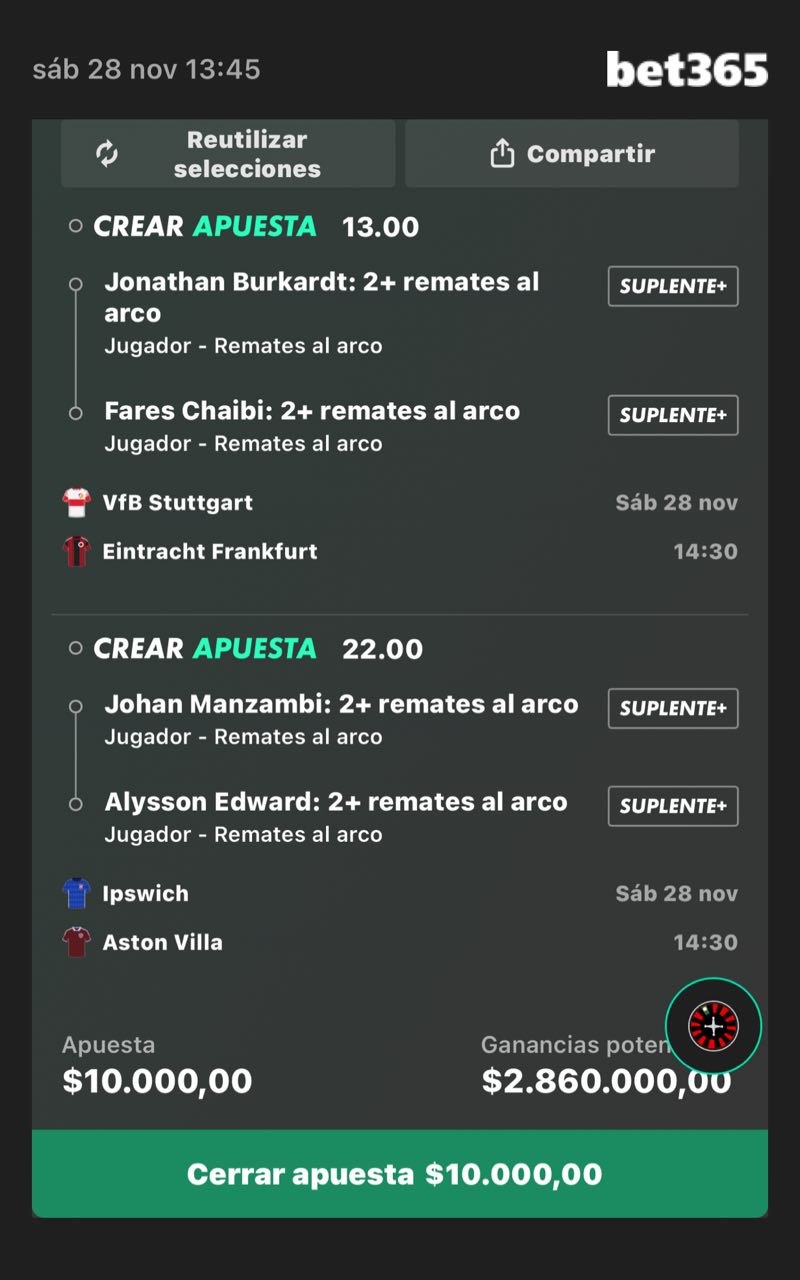 sáb 28 nov 13:45
bet365
Reutilizar
selecciones
Compartir
CREAR APUESTA 13.00
Jonathan Burkardt: 2+ remates al
arco
SUPLENTE+
Jugador - Remates al arco
Fares Chaibi: 2+ remates al arco
SUPLENTE+
Jugador - Remates al arco
VfB Stuttgart
Sáb 28 nov
Eintracht Frankfurt
14:30
CREAR APUESTA 22.00
Johan Manzambi: 2+ remates al arco
SUPLENTE+
Jugador - Remates al arco
Alysson Edward: 2+ remates al arco
SUPLENTE+
Jugador - Remates al arco
Ipswich
Sáb 28 nov
Aston Villa
14:30
Apuesta
Ganancias poten
$10.000,00
$2.860.000,00
Cerrar apuesta $10.000,00